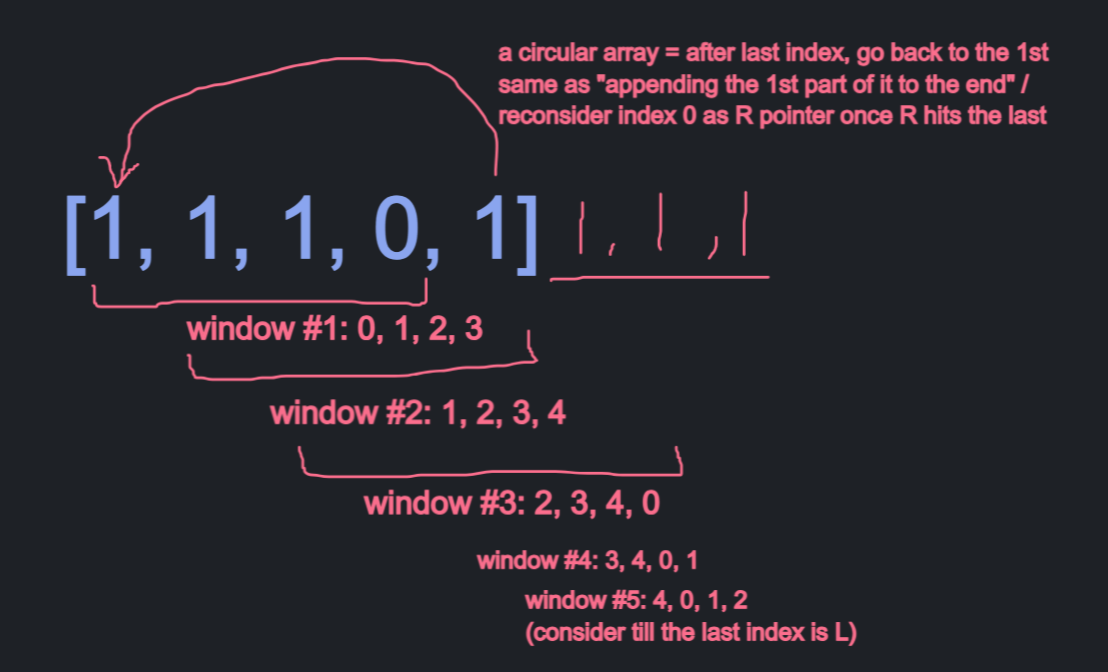 a circular array = after last index, go back to the 1st
same as "appending the 1st part of it to the end" /
reconsider index 0 as R pointer once R hits the last
[1, 1, 1, 0, 1] 1, 1, 1
window #1: 0, 1, 2, 3
window #2: 1, 2, 3, 4
window #3: 2, 3, 4, 0
window #4: 3, 4, 0, 1
window #5: 4, 0, 1, 2
(consider till the last index is L)